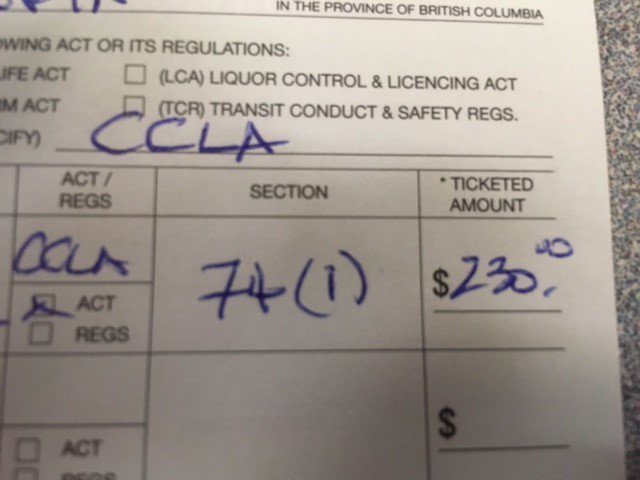 IN THE PROVINCE OF BRITISH COLUMBIA
OWING ACT OR ITS REGULATIONS:
IFE ACT (LCA) LIQUOR CONTROL & LICENCING ACT
M ACT (TCR) TRANSIT CONDUCT & SAFETY REGS.
CIFY) CCLA
ACT / REGS SECTION * TICKETED AMOUNT
CCLA 74(1) $230.00
ACT
REGS
$
ACT
REGS